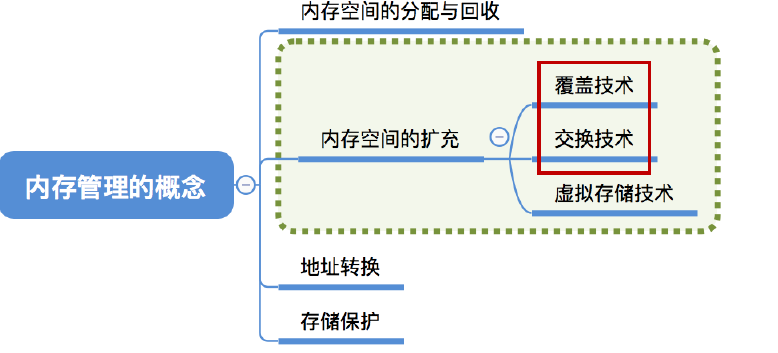 内存空间的分配与回收
覆盖技术
内存空间的扩充
交换技术
内存管理的概念
虚拟存储技术
地址转换
存储保护